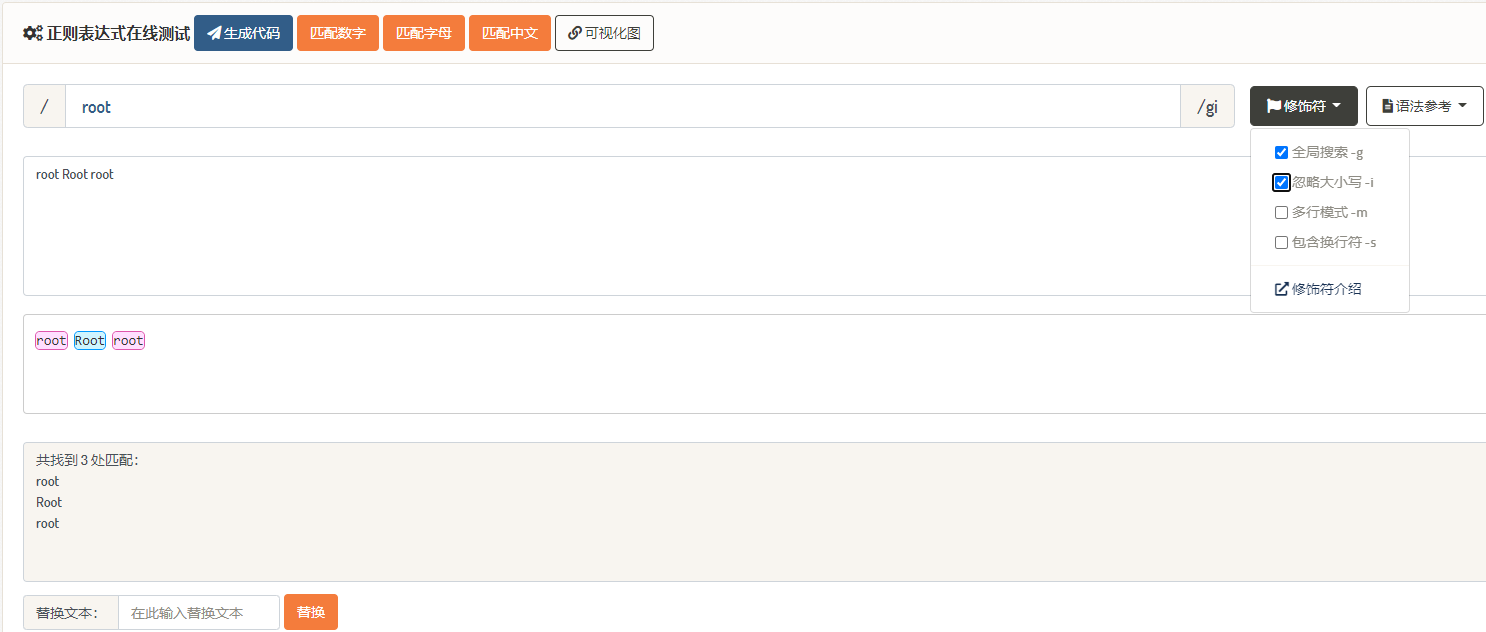 正则表达式在线测试 生成代码 匹配数字 匹配字母 匹配中文 可视化图
/ root /gi 修饰符 语法参考
全局搜索 -g
忽略大小写 -i
多行模式 -m
包含换行符 -s
修饰符介绍
root Root root
root Root root
共找到 3 处匹配：
root
Root
root
替换文本： 在此输入替换文本 替换